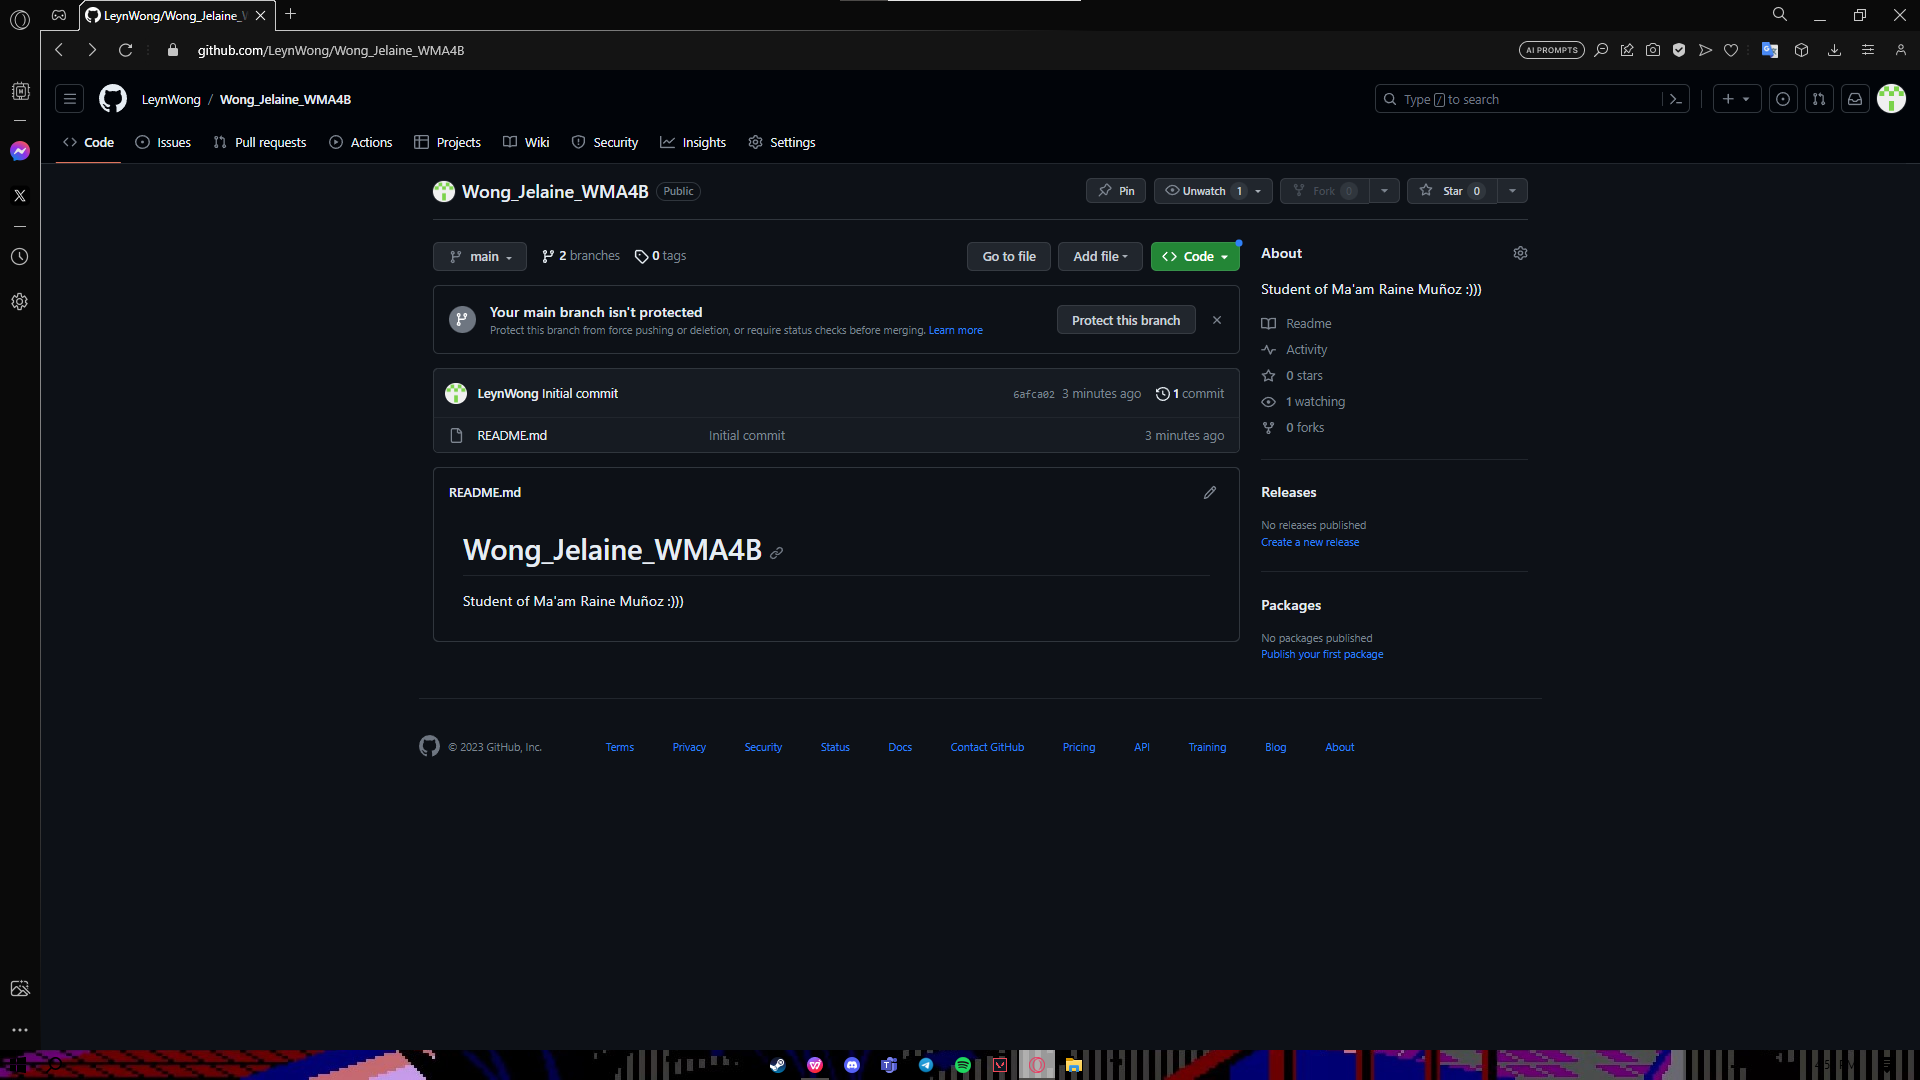 LeynWong/Wong_Jelaine_
github.com/LeynWong/Wong_Jelaine_WMA4B
AI PROMPTS
LeynWong / Wong_Jelaine_WMA4B
Type / to search
Code Issues Pull requests Actions Projects Wiki Security Insights Settings
Wong_Jelaine_WMA4B Public
Pin Unwatch 1 Fork 0 Star 0
main 2 branches 0 tags
Go to file Add file Code
Your main branch isn't protected
Protect this branch from force pushing or deletion, or require status checks before merging. Learn more
Protect this branch
LeynWong Initial commit 6afca02 3 minutes ago 1 commit
README.md Initial commit 3 minutes ago
README.md
Wong_Jelaine_WMA4B
Student of Ma'am Raine Muñoz :)))
About
Student of Ma'am Raine Muñoz :)))
Readme
Activity
0 stars
1 watching
0 forks
Releases
No releases published
Create a new release
Packages
No packages published
Publish your first package
© 2023 GitHub, Inc. Terms Privacy Security Status Docs Contact GitHub Pricing API Training Blog About